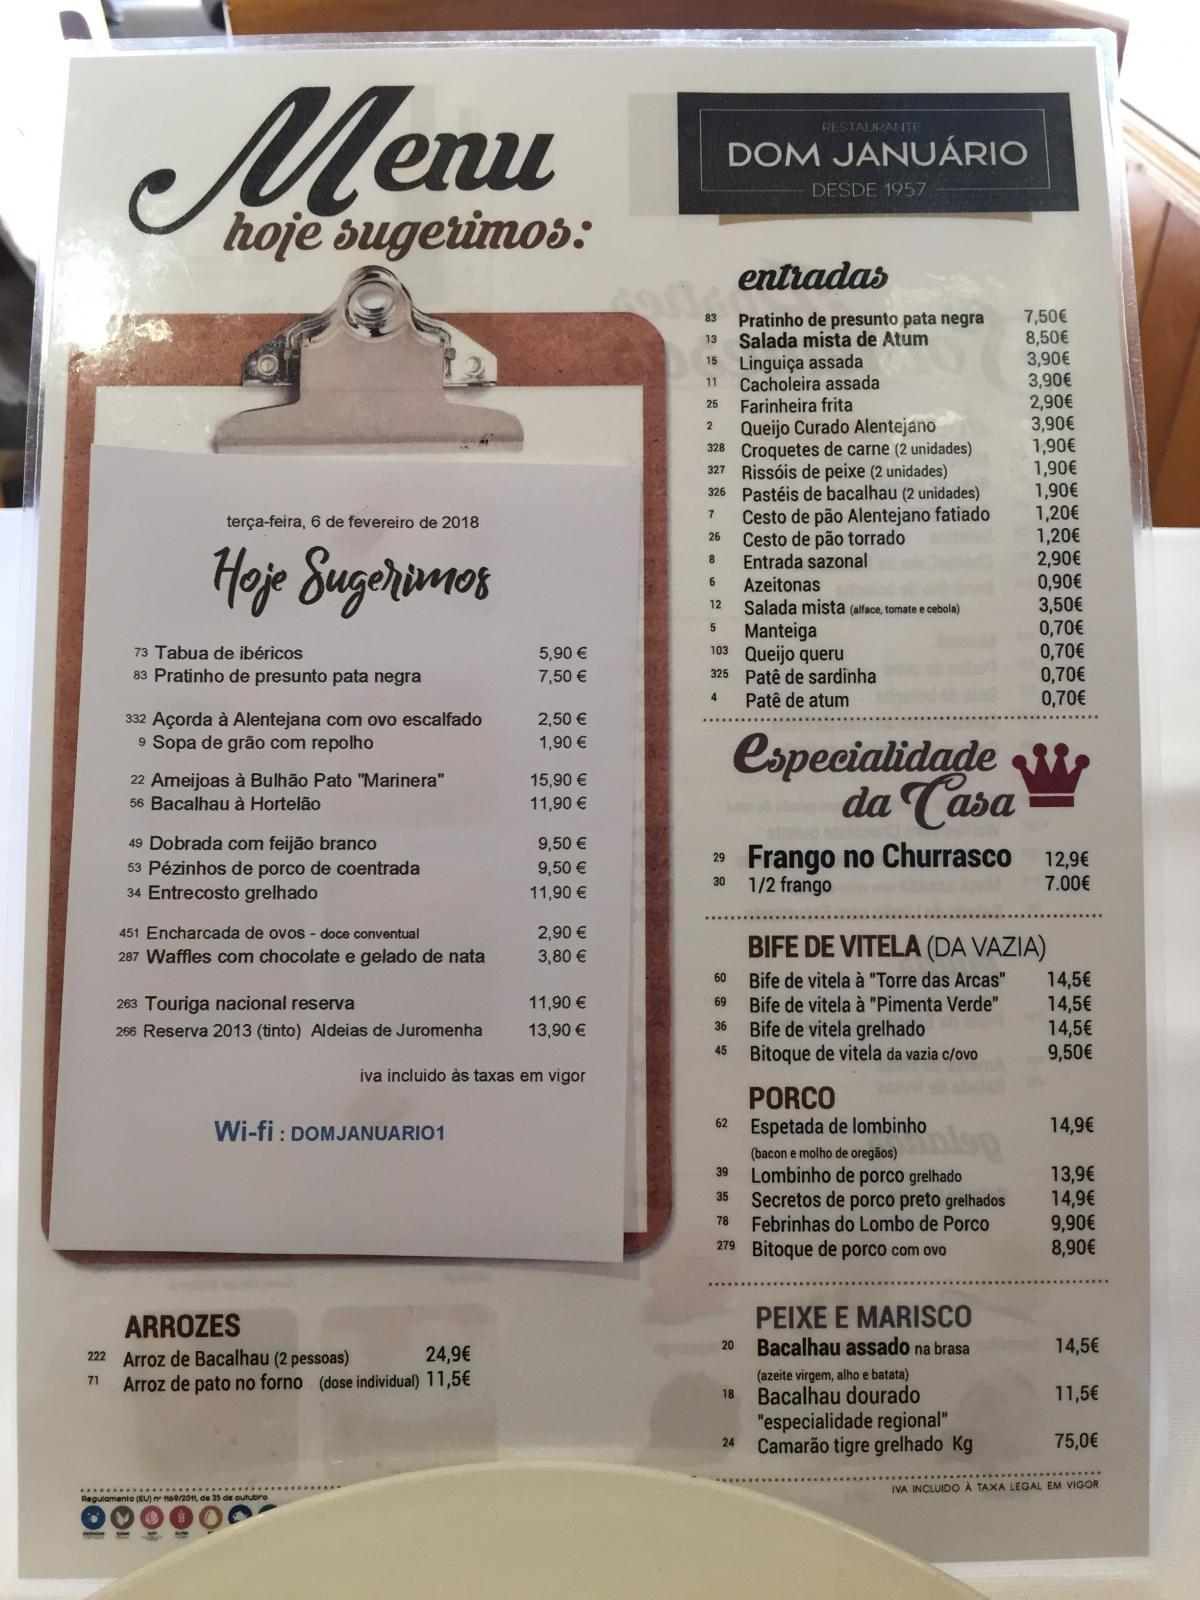 Menu
hoje sugerimos:
RESTAURANTE
DOM JANUÁRIO
DESDE 1957
terça-feira, 6 de fevereiro de 2018
Hoje Sugerimos
73 Tabua de ibéricos 5,90 €
83 Pratinho de presunto pata negra 7,50 €
332 Açorda à Alentejana com ovo escalfado 2,50 €
9 Sopa de grão com repolho 1,90 €
22 Ameijoas à Bulhão Pato "Marinera" 15,90 €
56 Bacalhau à Hortelão 11,90 €
49 Dobrada com feijão branco 9,50 €
53 Pézinhos de porco de coentrada 9,50 €
34 Entrecosto grelhado 11,90 €
451 Encharcada de ovos - doce conventual 2,90 €
287 Waffles com chocolate e gelado de nata 3,80 €
263 Touriga nacional reserva 11,90 €
266 Reserva 2013 (tinto) Aldeias de Juromenha 13,90 €
iva incluido às taxas em vigor
Wi-fi : DOMJANUARIO1
ARROZES
222 Arroz de Bacalhau (2 pessoas) 24,9€
71 Arroz de pato no forno (dose individual) 11,5€
Regulamento (EU) nº 1169/2011, de 25 de outubro
entradas
83 Pratinho de presunto pata negra 7,50€
13 Salada mista de Atum 8,50€
15 Linguiça assada 3,90€
11 Cacholeira assada 3,90€
25 Farinheira frita 2,90€
2 Queijo Curado Alentejano 3,90€
328 Croquetes de carne (2 unidades) 1,90€
327 Rissóis de peixe (2 unidades) 1,90€
326 Pastéis de bacalhau (2 unidades) 1,90€
7 Cesto de pão Alentejano fatiado 1,20€
26 Cesto de pão torrado 1,20€
8 Entrada sazonal 2,90€
6 Azeitonas 0,90€
12 Salada mista (alface, tomate e cebola) 3,50€
5 Manteiga 0,70€
103 Queijo queru 0,70€
325 Patê de sardinha 0,70€
4 Patê de atum 0,70€
Especialidade
da Casa
29 Frango no Churrasco 12,9€
30 1/2 frango 7.00€
BIFE DE VITELA (DA VAZIA)
60 Bife de vitela à "Torre das Arcas" 14,5€
69 Bife de vitela à "Pimenta Verde" 14,5€
36 Bife de vitela grelhado 14,5€
45 Bitoque de vitela da vazia c/ovo 9,50€
PORCO
62 Espetada de lombinho 14,9€
(bacon e molho de oregãos)
39 Lombinho de porco grelhado 13,9€
35 Secretos de porco preto grelhados 14,9€
78 Febrinhas do Lombo de Porco 9,90€
279 Bitoque de porco com ovo 8,90€
PEIXE E MARISCO
20 Bacalhau assado na brasa 14,5€
(azeite virgem, alho e batata)
18 Bacalhau dourado 11,5€
"especialidade regional"
24 Camarão tigre grelhado Kg 75,0€
IVA INCLUIDO À TAXA LEGAL EM VIGOR